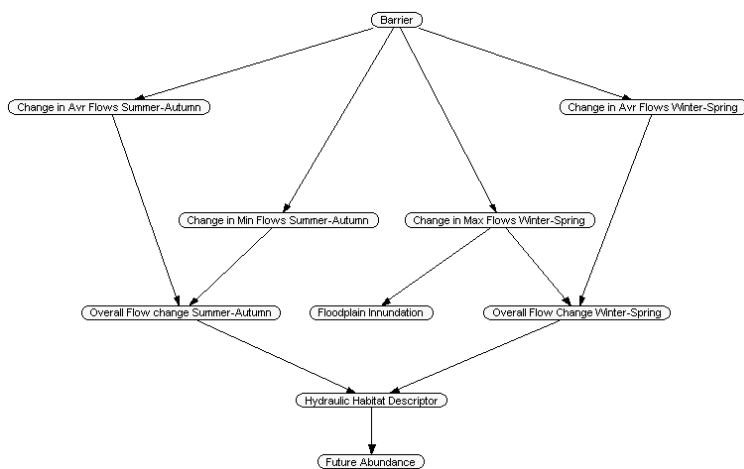 Barrier
Change in Avr Flows Summer-Autumn
Change in Avr Flows Winter-Spring
Change in Min Flows Summer-Autumn
Change in Max Flows Winter-Spring
Overall Flow change Summer-Autumn
Floodplain Innundation
Overall Flow Change Winter-Spring
Hydraulic Habitat Descriptor
Future Abundance